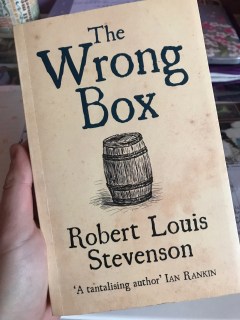 The
Wrong
Box
Robert Louis
Stevenson
'A tantalising author' IAN RANKIN